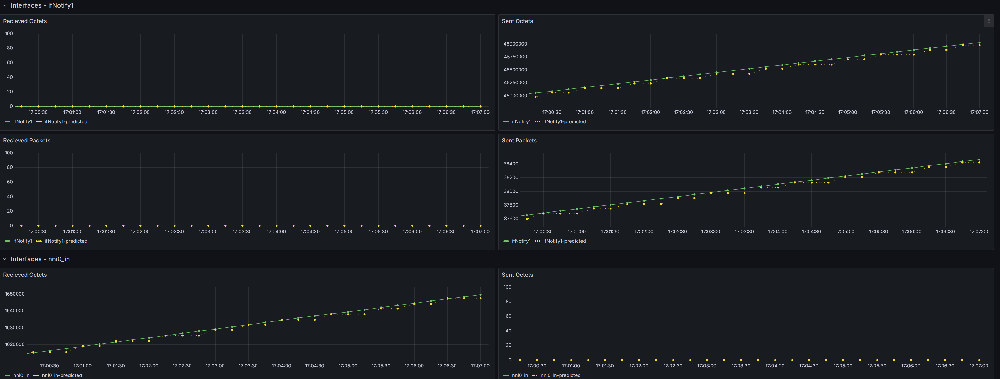 Interfaces - ifNotify1
Recieved Octets
100
80
60
40
20
0
17:00:30 17:01:00 17:01:30 17:02:00 17:02:30 17:03:00 17:03:30 17:04:00 17:04:30 17:05:00 17:05:30 17:06:00 17:06:30 17:07:00
ifNotify1 ifNotify1-predicted
Sent Octets
46000000
45750000
45500000
45250000
45000000
17:00:30 17:01:00 17:01:30 17:02:00 17:02:30 17:03:00 17:03:30 17:04:00 17:04:30 17:05:00 17:05:30 17:06:00 17:06:30 17:07:00
ifNotify1 ifNotify1-predicted
Recieved Packets
100
80
60
40
20
0
17:00:30 17:01:00 17:01:30 17:02:00 17:02:30 17:03:00 17:03:30 17:04:00 17:04:30 17:05:00 17:05:30 17:06:00 17:06:30 17:07:00
ifNotify1 ifNotify1-predicted
Sent Packets
38400
38200
38000
37800
37600
17:00:30 17:01:00 17:01:30 17:02:00 17:02:30 17:03:00 17:03:30 17:04:00 17:04:30 17:05:00 17:05:30 17:06:00 17:06:30 17:07:00
ifNotify1 ifNotify1-predicted
Interfaces - nni0_in
Recieved Octets
1650000
1640000
1630000
1620000
17:00:30 17:01:00 17:01:30 17:02:00 17:02:30 17:03:00 17:03:30 17:04:00 17:04:30 17:05:00 17:05:30 17:06:00 17:06:30 17:07:00
nni0_in nni0_in-predicted
Sent Octets
100
80
60
40
20
0
17:00:30 17:01:00 17:01:30 17:02:00 17:02:30 17:03:00 17:03:30 17:04:00 17:04:30 17:05:00 17:05:30 17:06:00 17:06:30 17:07:00
nni0_in nni0_in-predicted